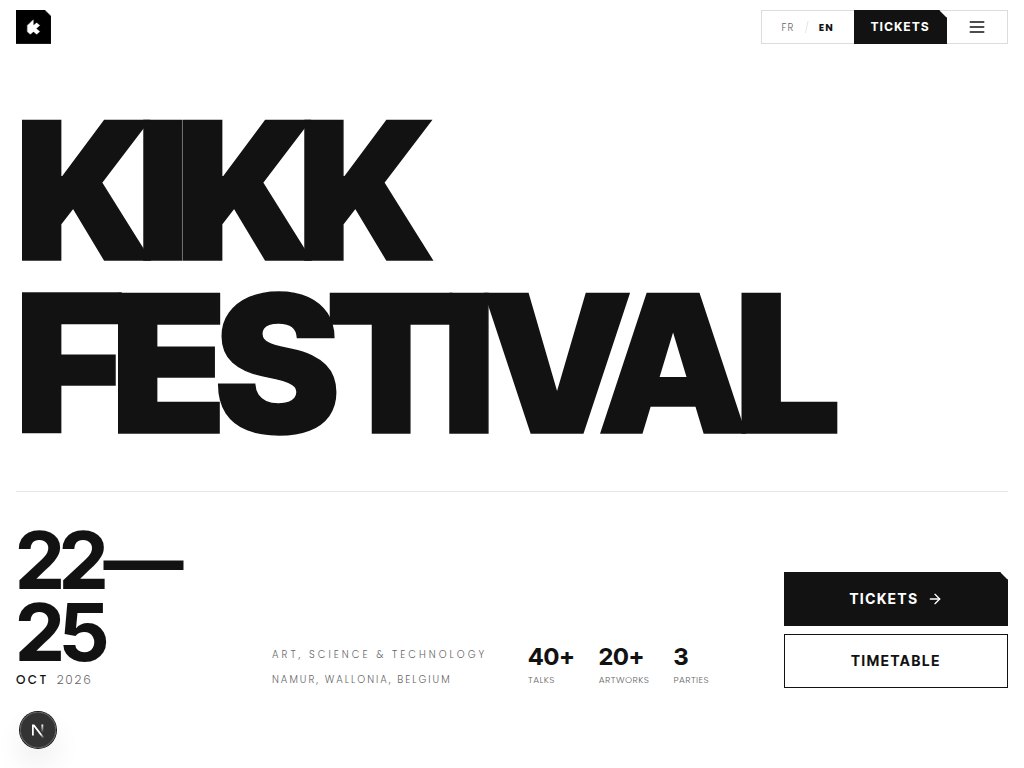 FR / EN
TICKETS
KIKK
FESTIVAL
22—
25
OCT 2026
ART, SCIENCE & TECHNOLOGY
NAMUR, WALLONIA, BELGIUM
40+
TALKS
20+
ARTWORKS
3
PARTIES
TICKETS →
TIMETABLE
N